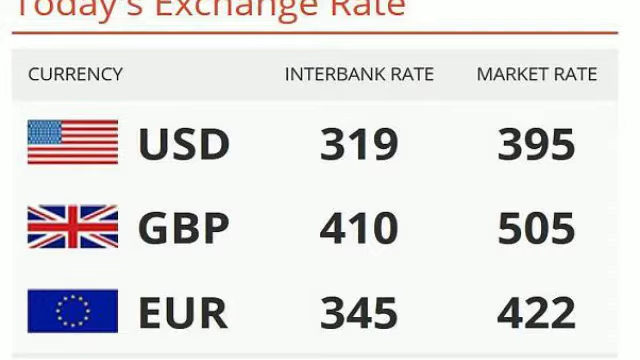 Today's Exchange Rate
CURRENCY INTERBANK RATE MARKET RATE
USD 319 395
GBP 410 505
EUR 345 422